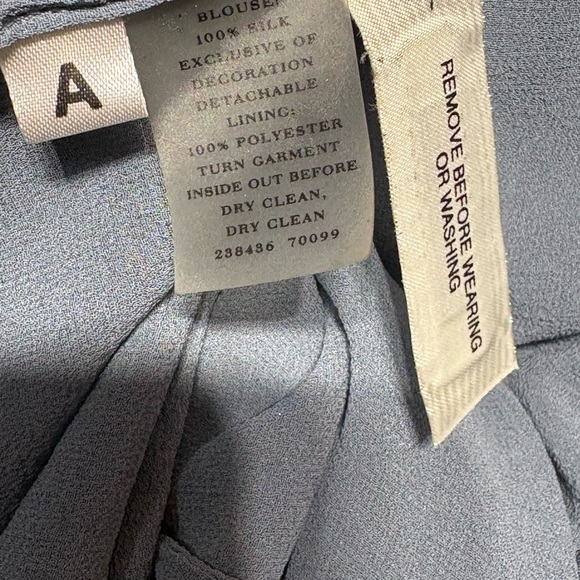 A
BLOUSE:
100% SILK
EXCLUSIVE OF
DECORATION
DETACHABLE
LINING:
100% POLYESTER
TURN GARMENT
INSIDE OUT BEFORE
DRY CLEAN,
DRY CLEAN
238436 70099
REMOVE BEFORE WEARING
OR WASHING